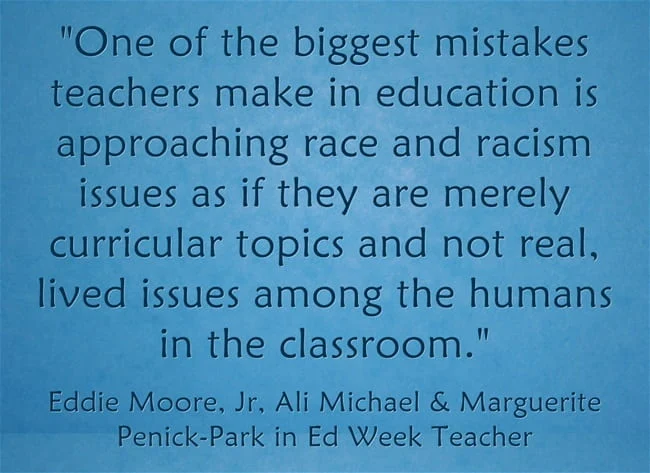 "One of the biggest mistakes
teachers make in education is
approaching race and racism
issues as if they are merely
curricular topics and not real,
lived issues among the humans
in the classroom."
Eddie Moore, Jr, Ali Michael & Marguerite
Penick-Park in Ed Week Teacher